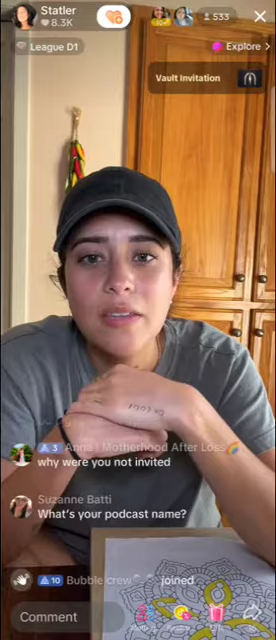 Statler
8.3K
533
League D1
Explore
Vault Invitation
3 Anna | Motherhood After Loss
why were you not invited
Suzanne Batti
What's your podcast name?
10 Bubble crew joined
Comment